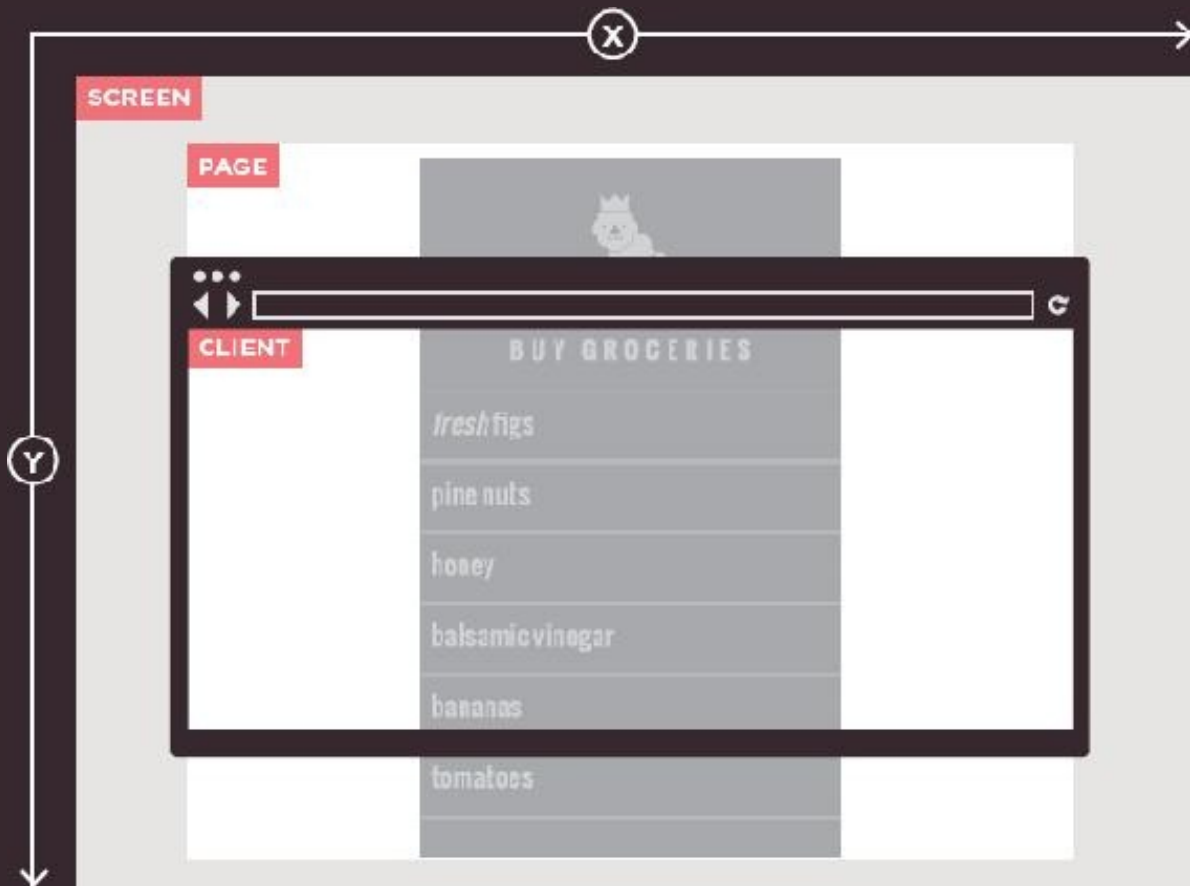 X
SCREEN
PAGE
CLIENT
BUY GROCERIES
fresh figs
Y
pine nuts
honey
balsamic vinegar
bananas
tomatoes